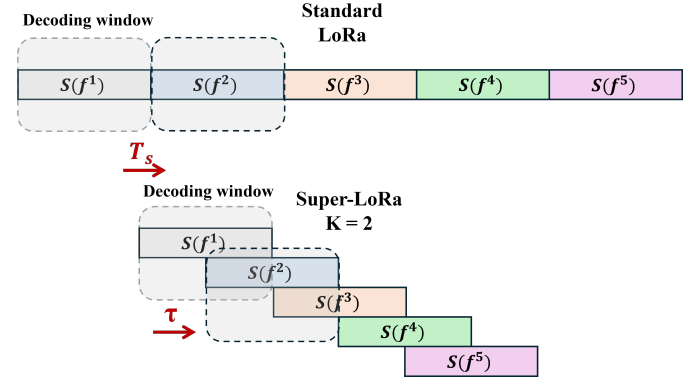 Standard
LoRa
Decoding window
S(f¹) S(f²) S(f³) S(f⁴) S(f⁵)
Tₛ
Decoding window
Super-LoRa
K = 2
S(f¹)
S(f²)
S(f³)
τ
S(f⁴)
S(f⁵)